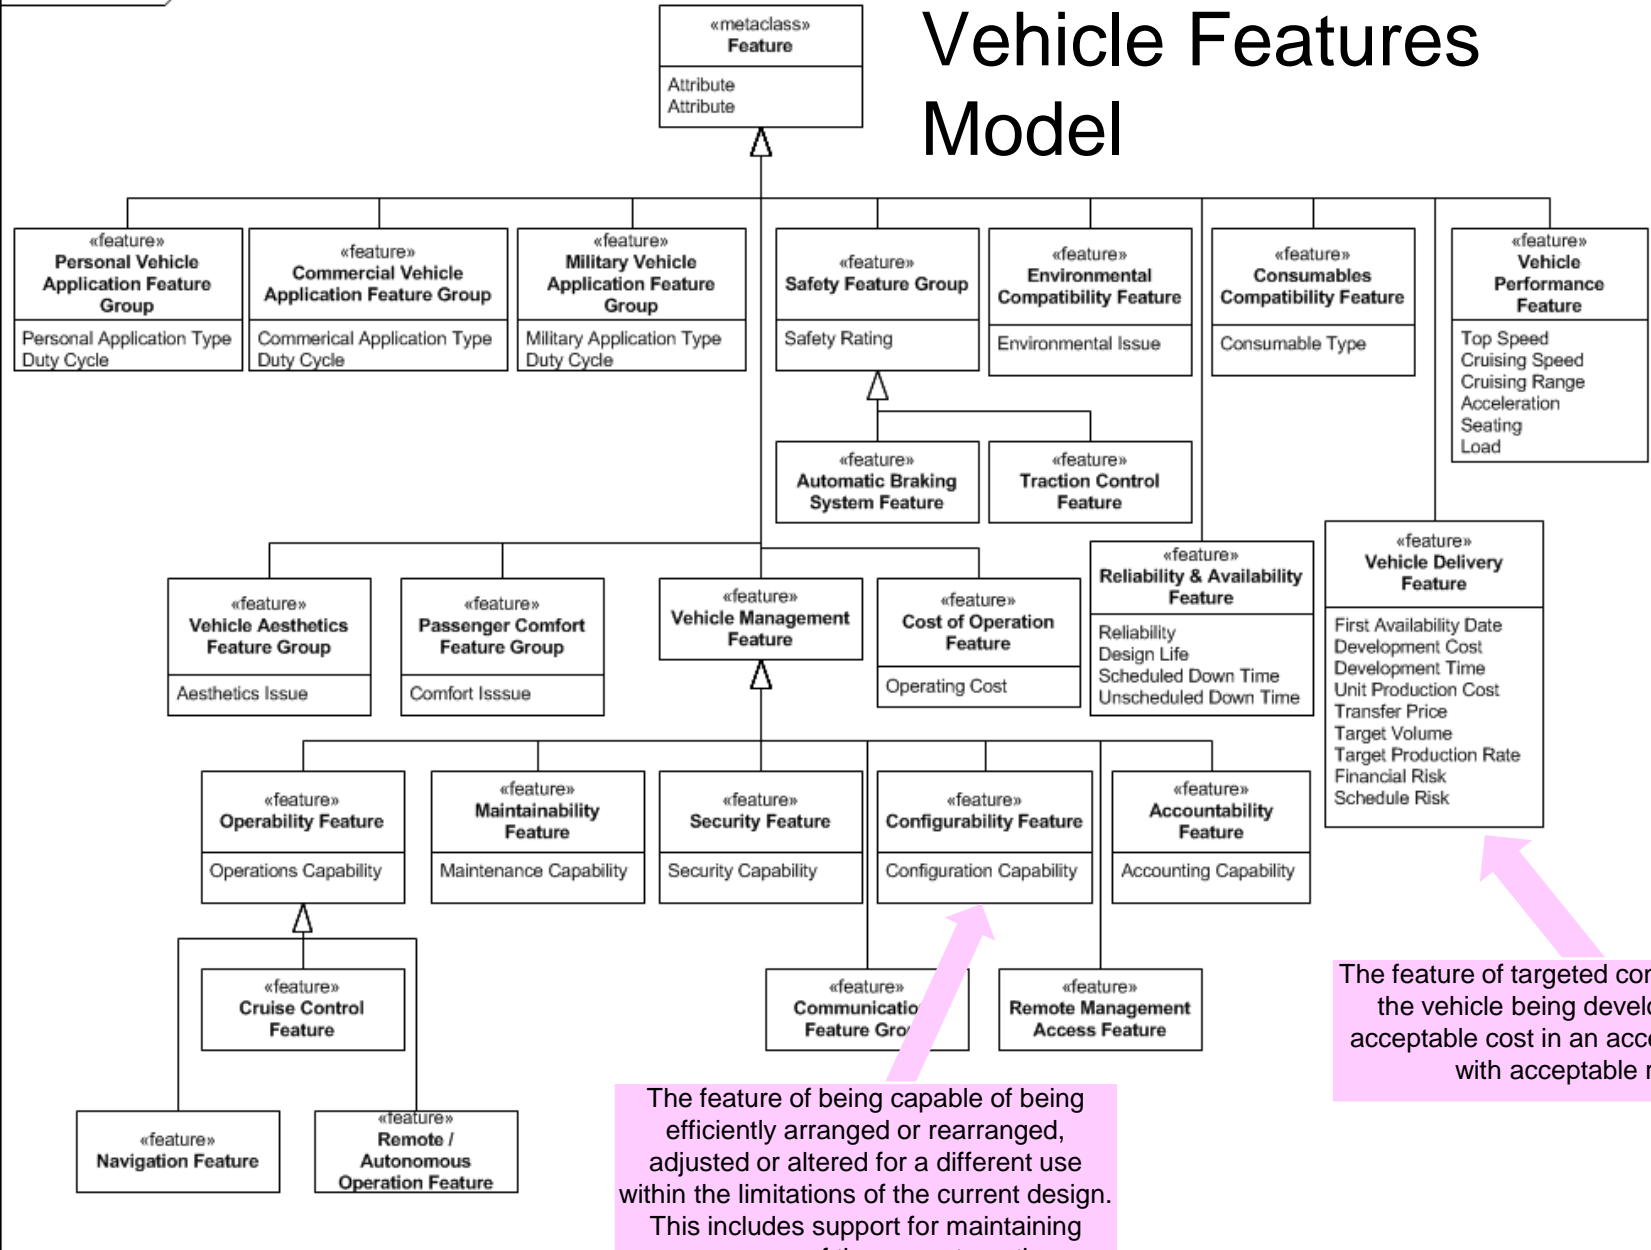 Vehicle Features
Model
«metaclass»
Feature
Attribute
Attribute
«feature»
Personal Vehicle
Application Feature
Group
Personal Application Type
Duty Cycle
«feature»
Commercial Vehicle
Application Feature Group
Commerical Application Type
Duty Cycle
«feature»
Military Vehicle
Application Feature
Group
Military Application Type
Duty Cycle
«feature»
Safety Feature Group
Safety Rating
«feature»
Environmental
Compatibility Feature
Environmental Issue
«feature»
Consumables
Compatibility Feature
Consumable Type
«feature»
Vehicle
Performance
Feature
Top Speed
Cruising Speed
Cruising Range
Acceleration
Seating
Load
«feature»
Automatic Braking
System Feature
«feature»
Traction Control
Feature
«feature»
Vehicle Aesthetics
Feature Group
Aesthetics Issue
«feature»
Passenger Comfort
Feature Group
Comfort Isssue
«feature»
Vehicle Management
Feature
«feature»
Cost of Operation
Feature
Operating Cost
«feature»
Reliability & Availability
Feature
Reliability
Design Life
Scheduled Down Time
Unscheduled Down Time
«feature»
Vehicle Delivery
Feature
First Availability Date
Development Cost
Development Time
Unit Production Cost
Transfer Price
Target Volume
Target Production Rate
Financial Risk
Schedule Risk
«feature»
Operability Feature
Operations Capability
«feature»
Maintainability
Feature
Maintenance Capability
«feature»
Security Feature
Security Capability
«feature»
Configurability Feature
Configuration Capability
«feature»
Accountability
Feature
Accounting Capability
«feature»
Cruise Control
Feature
«feature»
Feature
«feature»
Remote Management
Access Feature
«feature»
Navigation Feature
«feature»
Remote /
Autonomous
Operation Feature
The feature of being capable of being
efficiently arranged or rearranged,
adjusted or altered for a different use
within the limitations of the current design.
This includes support for maintaining
The feature of targeted
the vehicle being
acceptable cost in an
with acceptable